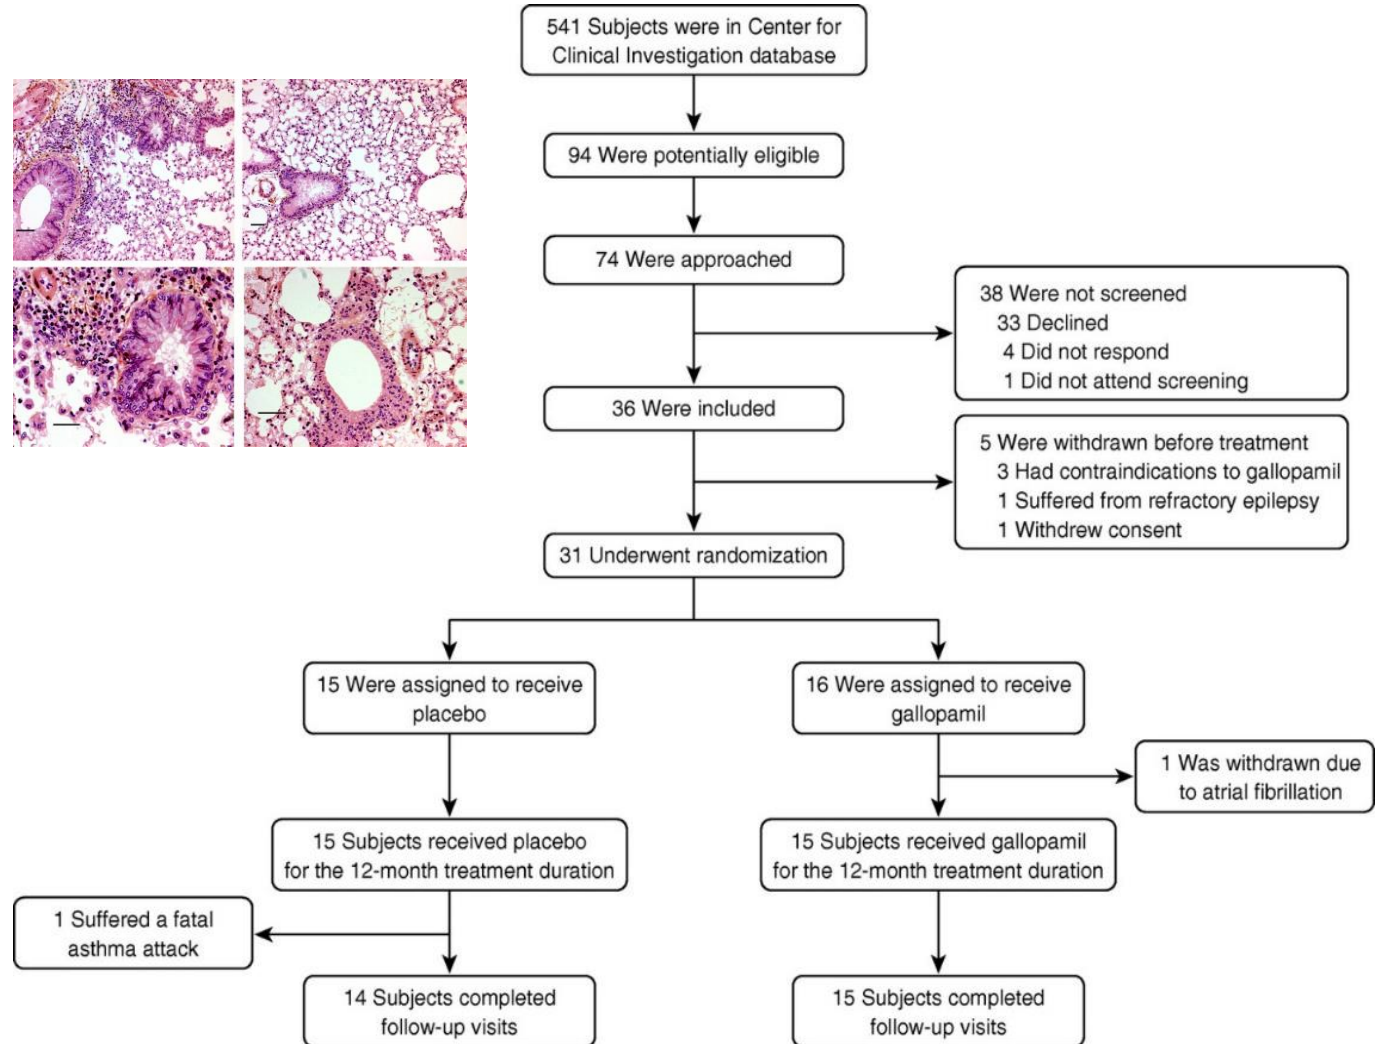 541 Subjects were in Center for
Clinical Investigation database
94 Were potentially eligible
74 Were approached
38 Were not screened
33 Declined
4 Did not respond
1 Did not attend screening
36 Were included
5 Were withdrawn before treatment
3 Had contraindications to gallopamil
1 Suffered from refractory epilepsy
1 Withdrew consent
31 Underwent randomization
15 Were assigned to receive
placebo
16 Were assigned to receive
gallopamil
1 Was withdrawn due
to atrial fibrillation
15 Subjects received placebo
for the 12-month treatment duration
15 Subjects received gallopamil
for the 12-month treatment duration
1 Suffered a fatal
asthma attack
14 Subjects completed
follow-up visits
15 Subjects completed
follow-up visits